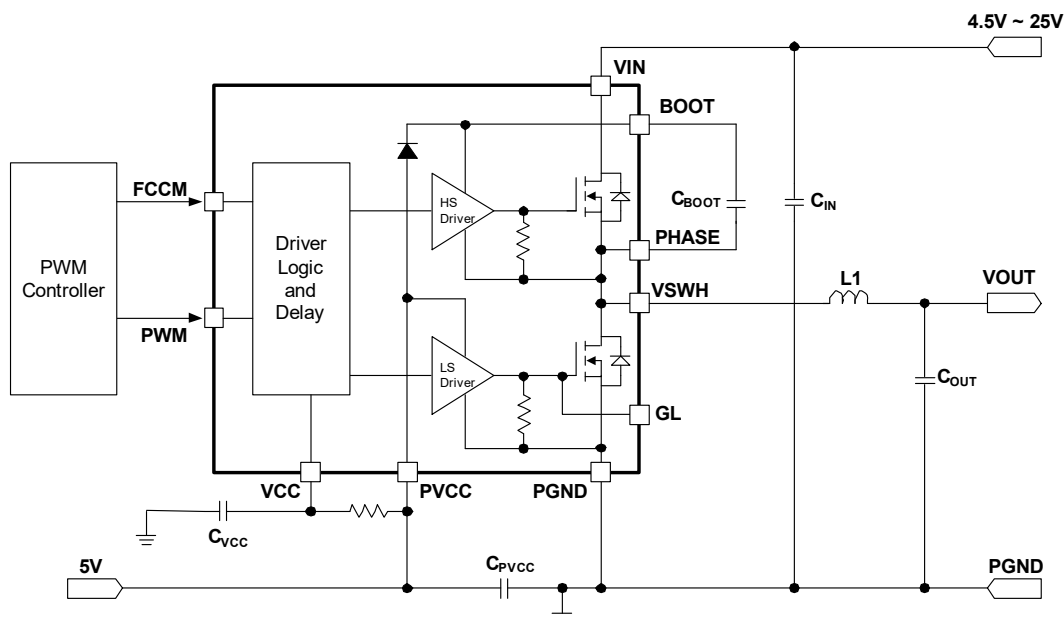 4.5V ~ 25V
VIN
BOOT
FCCM
HS
Driver
CBOOT
CIN
PHASE
PWM
Controller
Driver
Logic
and
Delay
L1
VOUT
VSWH
PWM
LS
Driver
COUT
GL
VCC
PVCC
PGND
CVCC
5V
CPVCC
PGND